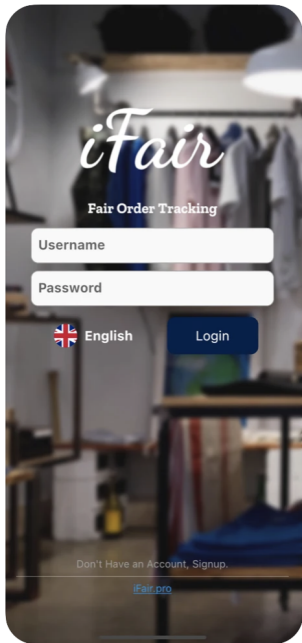 iFair
Fair Order Tracking
Username
Password
English
Login
Don't Have an Account, Signup.
iFair.pro